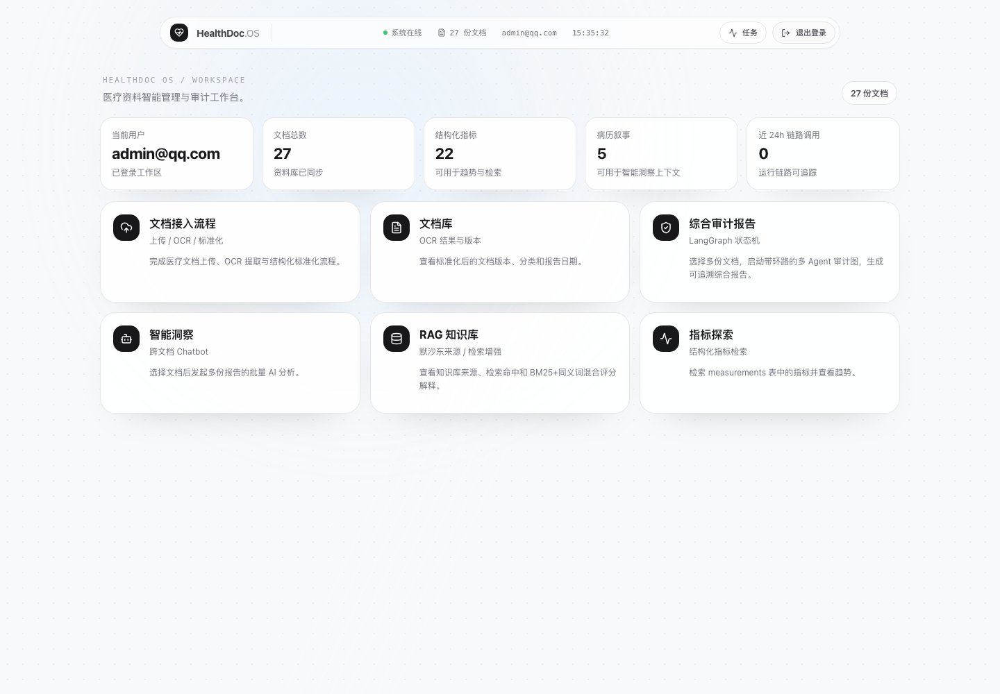 HealthDoc.OS
系统在线
27 份文档
admin@qq.com
15:35:32
任务
退出登录
HEALTHDOC OS / WORKSPACE
医疗资料智能管理与审计工作台。
27 份文档
当前用户
admin@qq.com
已登录工作区
文档总数
27
资料库已同步
结构化指标
22
可用于趋势与检索
病历叙事
5
可用于智能洞察上下文
近 24h 链路调用
0
运行链路可追踪
文档接入流程
上传 / OCR / 标准化
完成医疗文档上传、OCR 提取与结构化标准化流程。
文档库
OCR 结果与版本
查看标准化后的文档版本、分类和报告日期。
综合审计报告
LangGraph 状态机
选择多份文档，启动带环路的多 Agent 审计图，生成
可追溯综合报告。
智能洞察
跨文档 Chatbot
选择文档后发起多份报告的批量 AI 分析。
RAG 知识库
默沙东来源 / 检索增强
查看知识库来源、检索命中和 BM25+同义词混合评分
解释。
指标探索
结构化指标检索
检索 measurements 表中的指标并查看趋势。